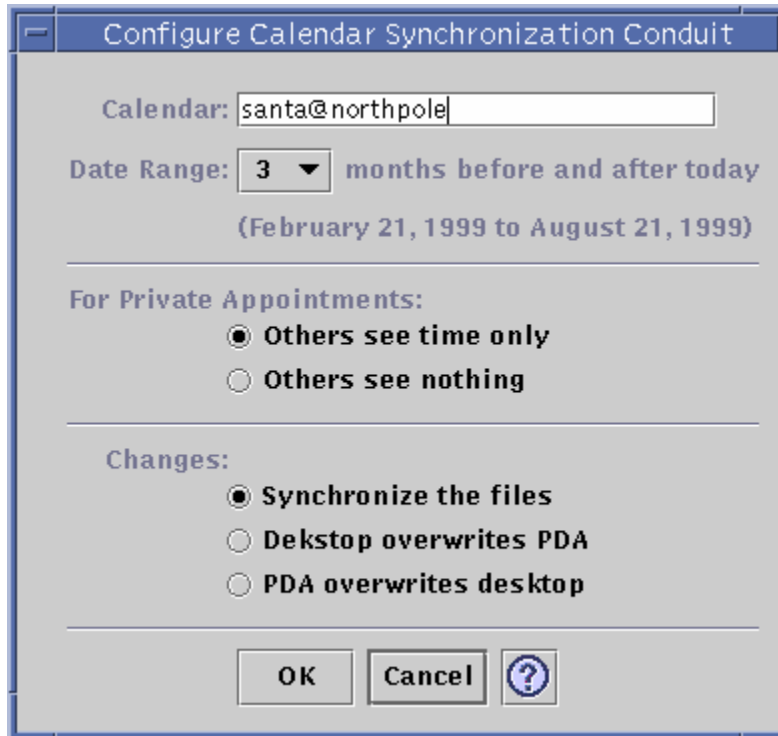 Configure Calendar Synchronization Conduit
Calendar: santa@northpole
Date Range: 3 months before and after today
(February 21, 1999 to August 21, 1999)
For Private Appointments:
Others see time only
Others see nothing
Changes:
Synchronize the files
Dekstop overwrites PDA
PDA overwrites desktop
OK Cancel ?